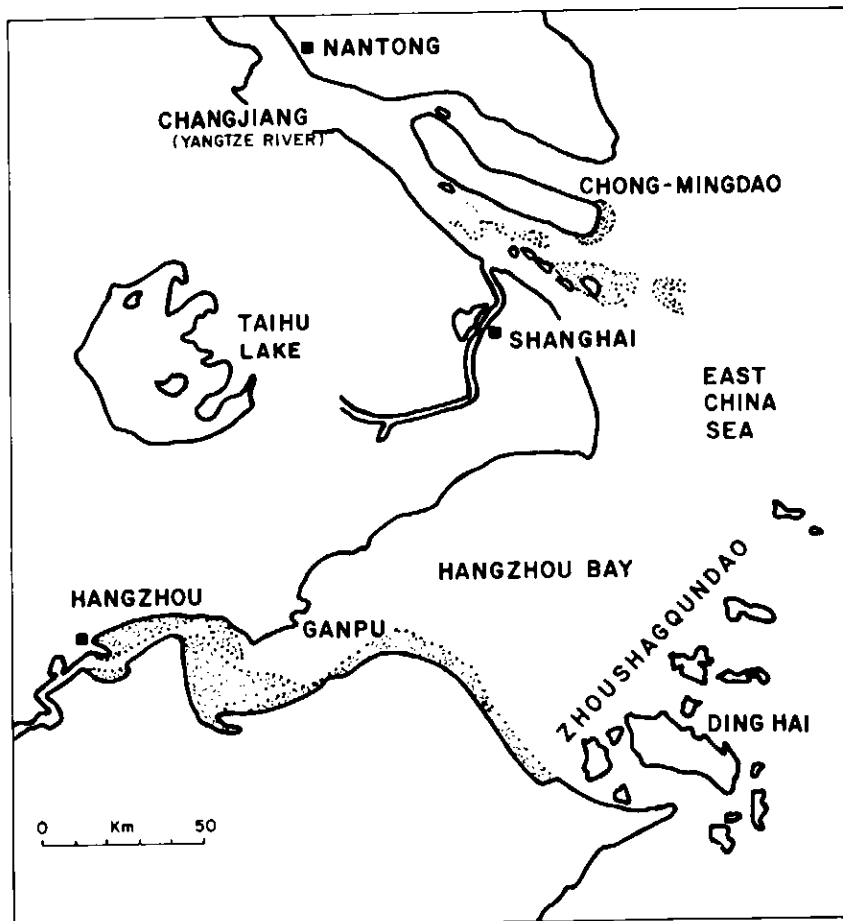 NANTONG
CHANGJIANG
(YANGTZE RIVER)
CHONG-MINGDAO
TAIHU
LAKE
SHANGHAI
EAST
CHINA
SEA
HANGZHOU BAY
HANGZHOU
GANPU
ZHOUSHAGQUNDAO
DING HAI
0 Km 50